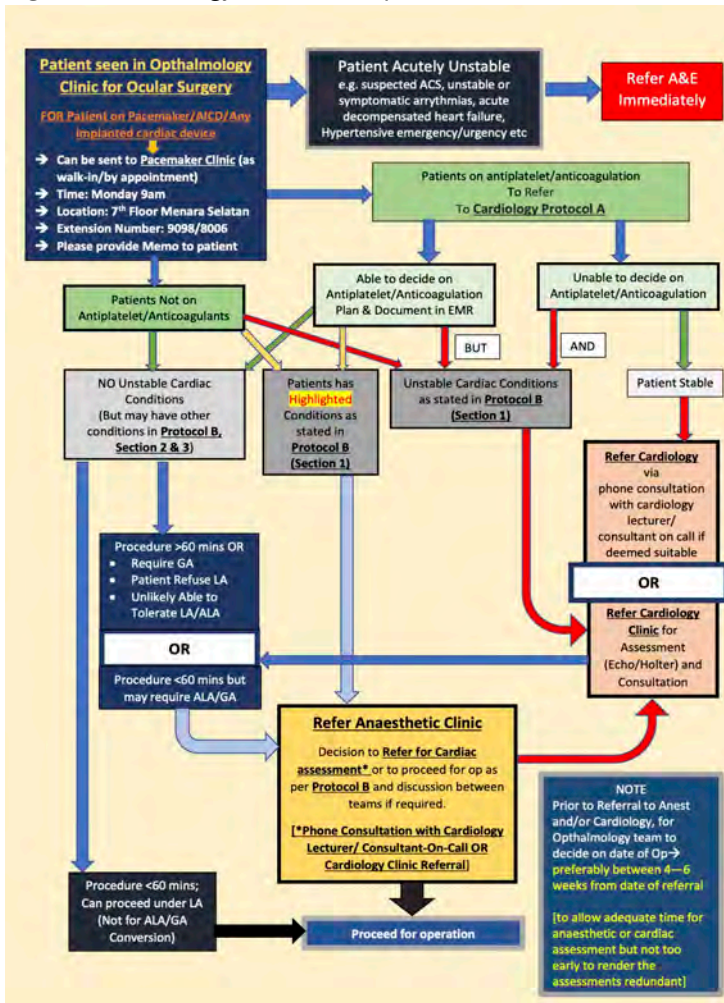 Patient seen in Opthalmology
Clinic for Ocular Surgery
FOR Patient on Pacemaker/AICD/Any
implanted cardiac device
→ Can be sent to Pacemaker Clinic (as
walk-in/by appointment)
→ Time: Monday 9am
→ Location: 7th Floor Menara Selatan
→ Extension Number: 9098/8006
→ Please provide Memo to patient
Patient Acutely Unstable
e.g. suspected ACS, unstable or
symptomatic arrythmias, acute
decompensated heart failure,
Hypertensive emergency/urgency etc
Refer A&E
Immediately
Patients on antiplatelet/anticoagulation
To Refer
To Cardiology Protocol A
Patients Not on
Antiplatelet/Anticoagulants
Able to decide on
Antiplatelet/Anticoagulation
Plan & Document in EMR
Unable to decide on
Antiplatelet/Anticoagulation
BUT
AND
NO Unstable Cardiac
Conditions
(But may have other
conditions in Protocol B,
Section 2 & 3)
Patients has
Highlighted
Conditions as
stated in
Protocol B
(Section 1)
Unstable Cardiac Conditions
as stated in Protocol B
(Section 1)
Patient Stable
Refer Cardiology
via
phone consultation
with cardiology
lecturer/
consultant on call if
deemed suitable
OR
Refer Cardiology
Clinic for
Assessment
(Echo/Holter) and
Consultation
Procedure >60 mins OR
• Require GA
• Patient Refuse LA
• Unlikely Able to
Tolerate LA/ALA
OR
Procedure <60 mins but
may require ALA/GA
Refer Anaesthetic Clinic
Decision to Refer for Cardiac
assessment* or to proceed for op as
per Protocol B and discussion between
teams if required.
[*Phone Consultation with Cardiology
Lecturer/ Consultant-On-Call OR
Cardiology Clinic Referral]
NOTE
Prior to Referral to Anest
and/or Cardiology, for
Opthalmology team to
decide on date of Op→
preferably between 4—6
weeks from date of referral
[to allow adequate time for
anaesthetic or cardiac
assessment but not too
early to render the
assessments redundant]
Procedure <60 mins;
Can proceed under LA
(Not for ALA/GA
Conversion)
Proceed for operation